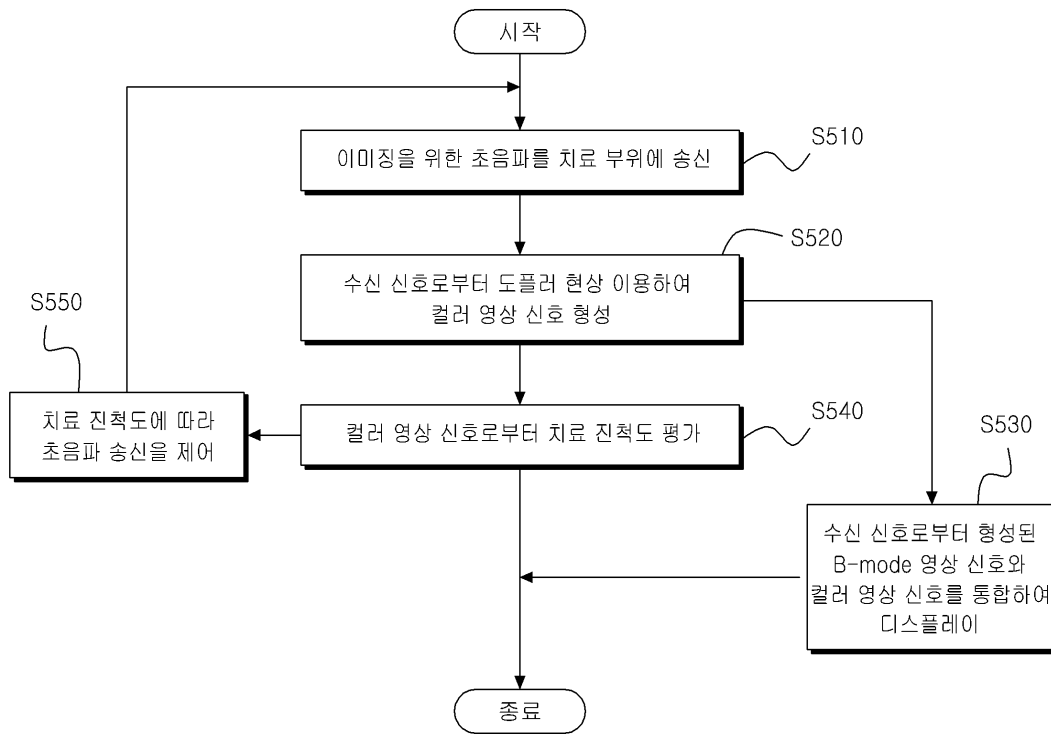 시작
이미징을 위한 초음파를 치료 부위에 송신
S510
S520
수신 신호로부터 도플러 현상 이용하여
컬러 영상 신호 형성
S550
치료 진척도에 따라
초음파 송신을 제어
컬러 영상 신호로부터 치료 진척도 평가
S540
S530
수신 신호로부터 형성된
B-mode 영상 신호와
컬러 영상 신호를 통합하여
디스플레이
종료